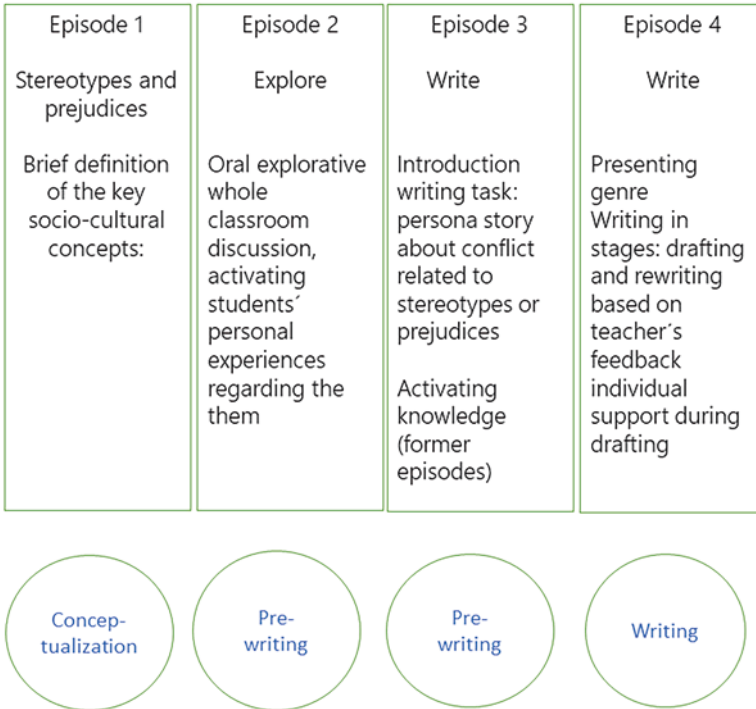 Episode 1
Stereotypes and
prejudices
Brief definition
of the key
socio-cultural
concepts:
Episode 2
Explore
Oral explorative
whole
classroom
discussion,
activating
students´
personal
experiences
regarding the
them
Episode 3
Write
Introduction
writing task:
persona story
about conflict
related to
stereotypes or
prejudices
Activating
knowledge
(former
episodes)
Episode 4
Write
Presenting
genre
Writing in
stages: drafting
and rewriting
based on
teacher´s
feedback
individual
support during
drafting
Concep-
tualization
Pre-
writing
Pre-
writing
Writing